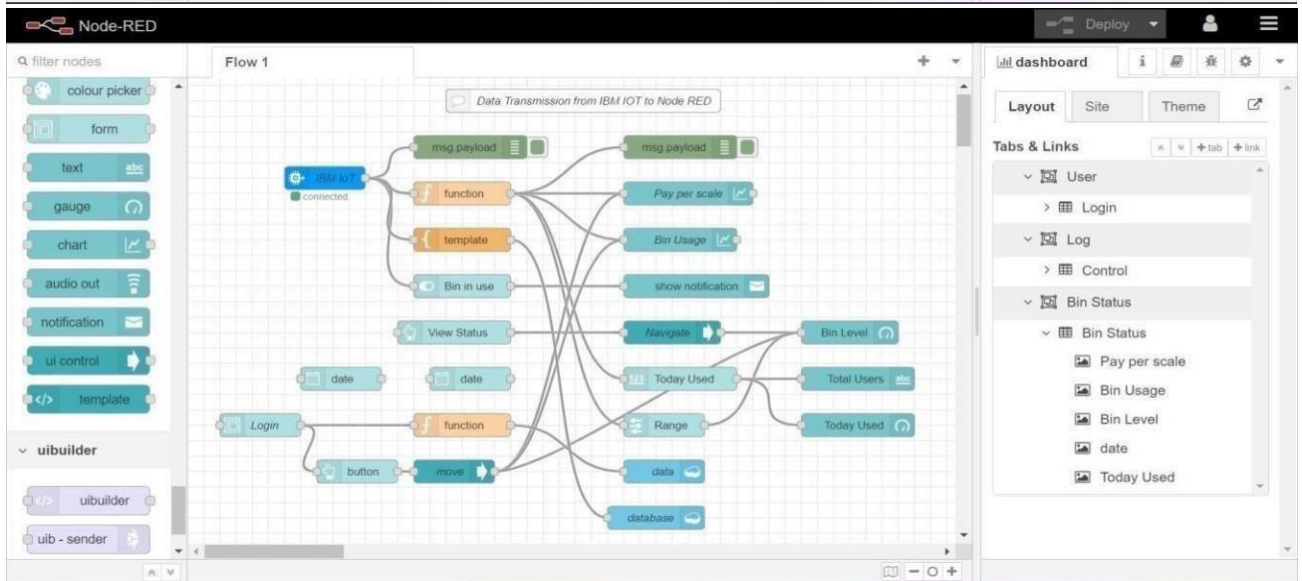 Node-RED
Deploy
filter nodes
colour picker
form
text
abc
gauge
chart
audio out
notification
ui control
template
uibuilder
uibuilder
uib - sender
Flow 1
Data Transmission from IBM IOT to Node RED
msg.payload
msg.payload
IBM IoT
connected
function
Pay per scale
template
Bin Usage
Bin in use
show notification
View Status
Navigate
Bin Level
date
date
123
Today Used
Total Users
abc
Login
function
Range
Today Used
button
move
data
database
dashboard
i
Layout
Site
Theme
Tabs & Links
+ tab
+ link
User
Login
Log
Control
Bin Status
Bin Status
Pay per scale
Bin Usage
Bin Level
date
Today Used